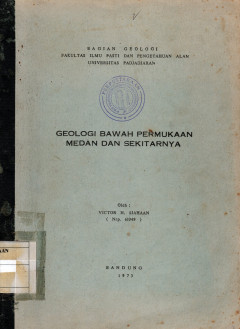 BAGIAN GEOLOGI
FAKULTAS ILMU PASTI DAN PENGETAHUAN ALAM
UNIVERSITAS PADJADJARAN
GEOLOGI BAWAH PERMUKAAN
MEDAN DAN SEKITARNYA
Oleh :
VICTOR H. SIAHAAN
BANDUNG